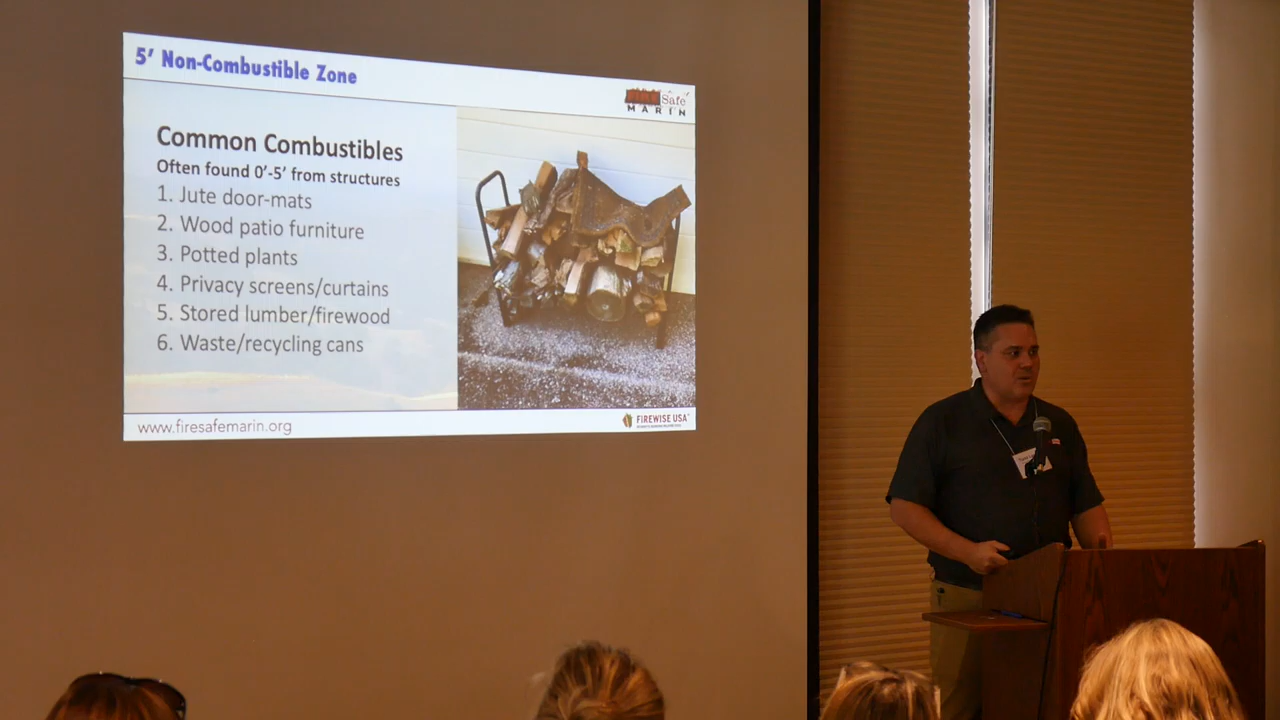 5’ Non-Combustible Zone
Safe
MARIN
Common Combustibles
Often found 0’-5’ from structures
1. Jute door-mats
2. Wood patio furniture
3. Potted plants
4. Privacy screens/curtains
5. Stored lumber/firewood
6. Waste/recycling cans
www.firesafemarin.org
FIREWISE USA